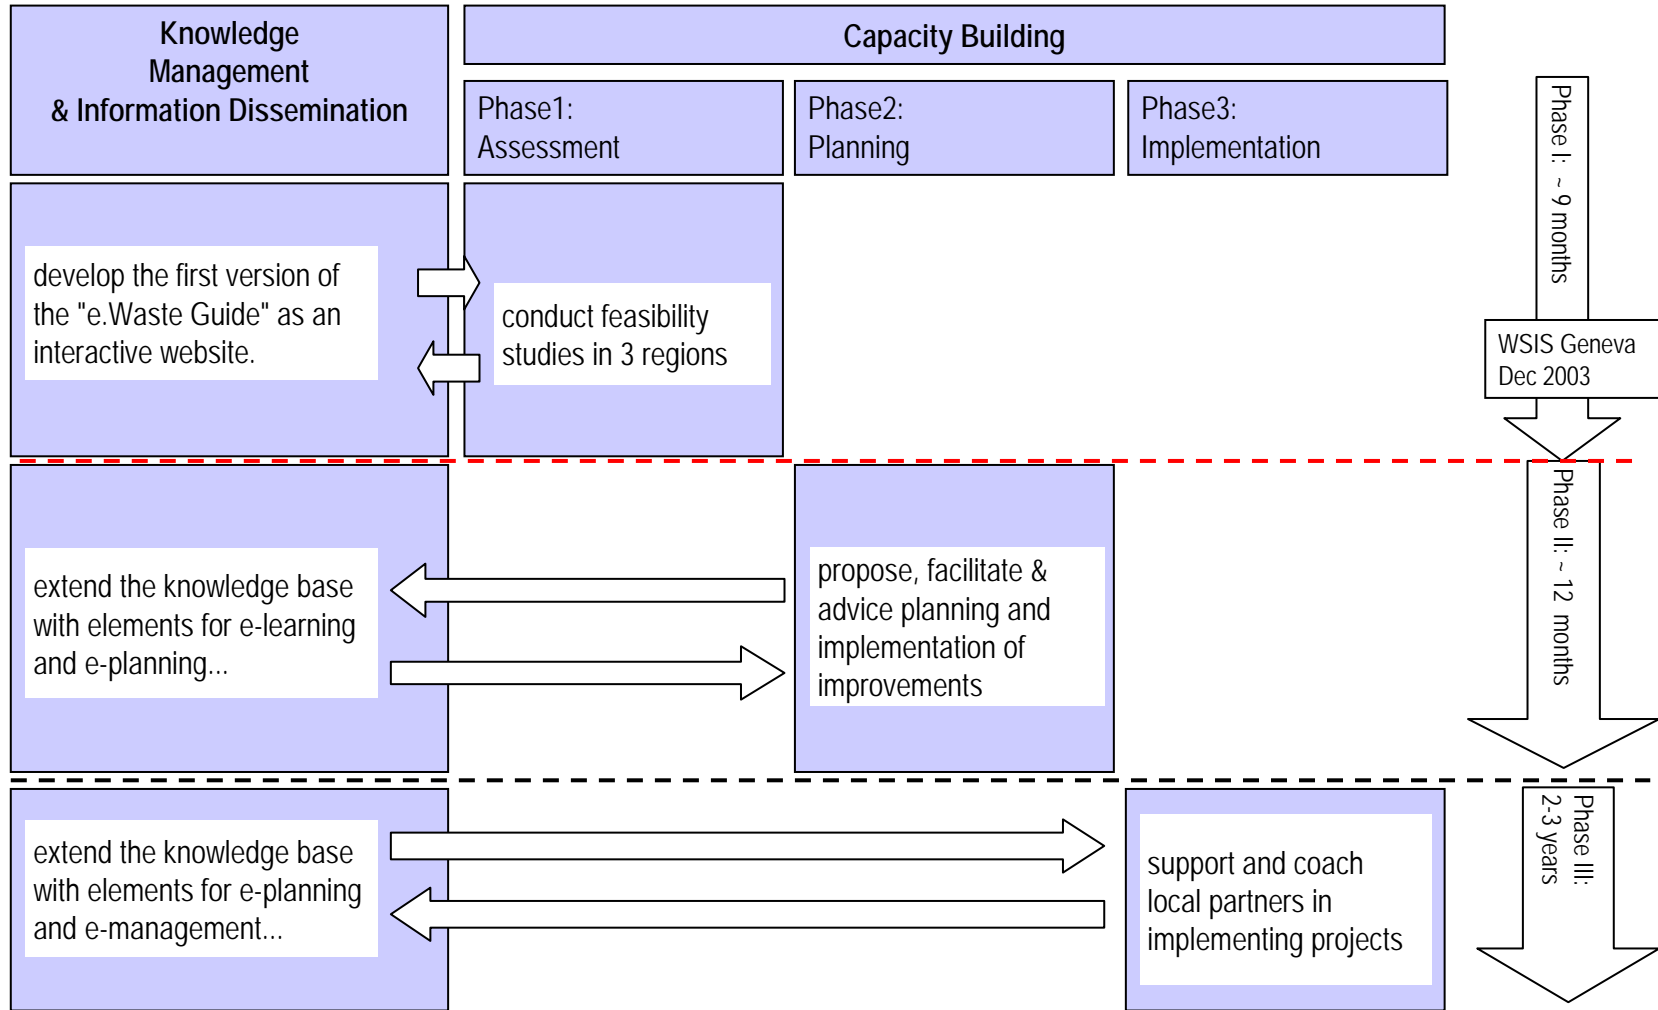 Knowledge
Management
& Information Dissemination
Capacity Building
Phase1:
Assessment
Phase2:
Planning
Phase3:
Implementation
Phase I:  ~ 9 months
WSIS Geneva
Dec 2003
develop the first version of
the "e.Waste Guide" as an
interactive website.
conduct feasibility
studies in 3 regions
extend the knowledge base
with elements for e-learning
and e-planning...
propose, facilitate &
advice planning and
implementation of
improvements
Phase II: ~ 12 months
extend the knowledge base
with elements for e-planning
and e-management...
support and coach
local partners in
implementing projects
Phase III:
2-3 years